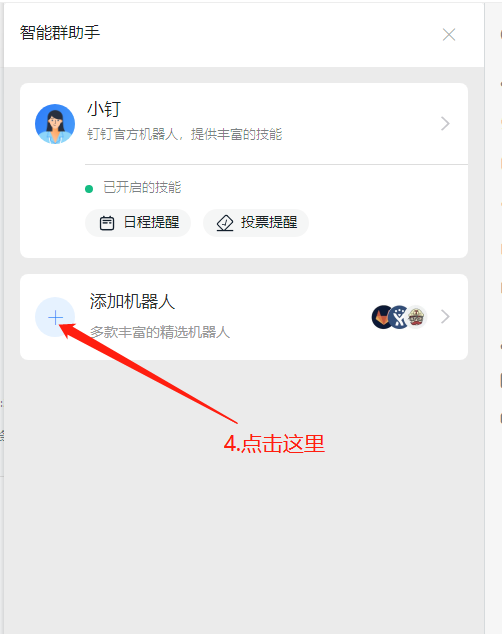 智能群助手
小钉
钉钉官方机器人，提供丰富的技能
已开启的技能
日程提醒
投票提醒
添加机器人
多款丰富的精选机器人
4.点击这里